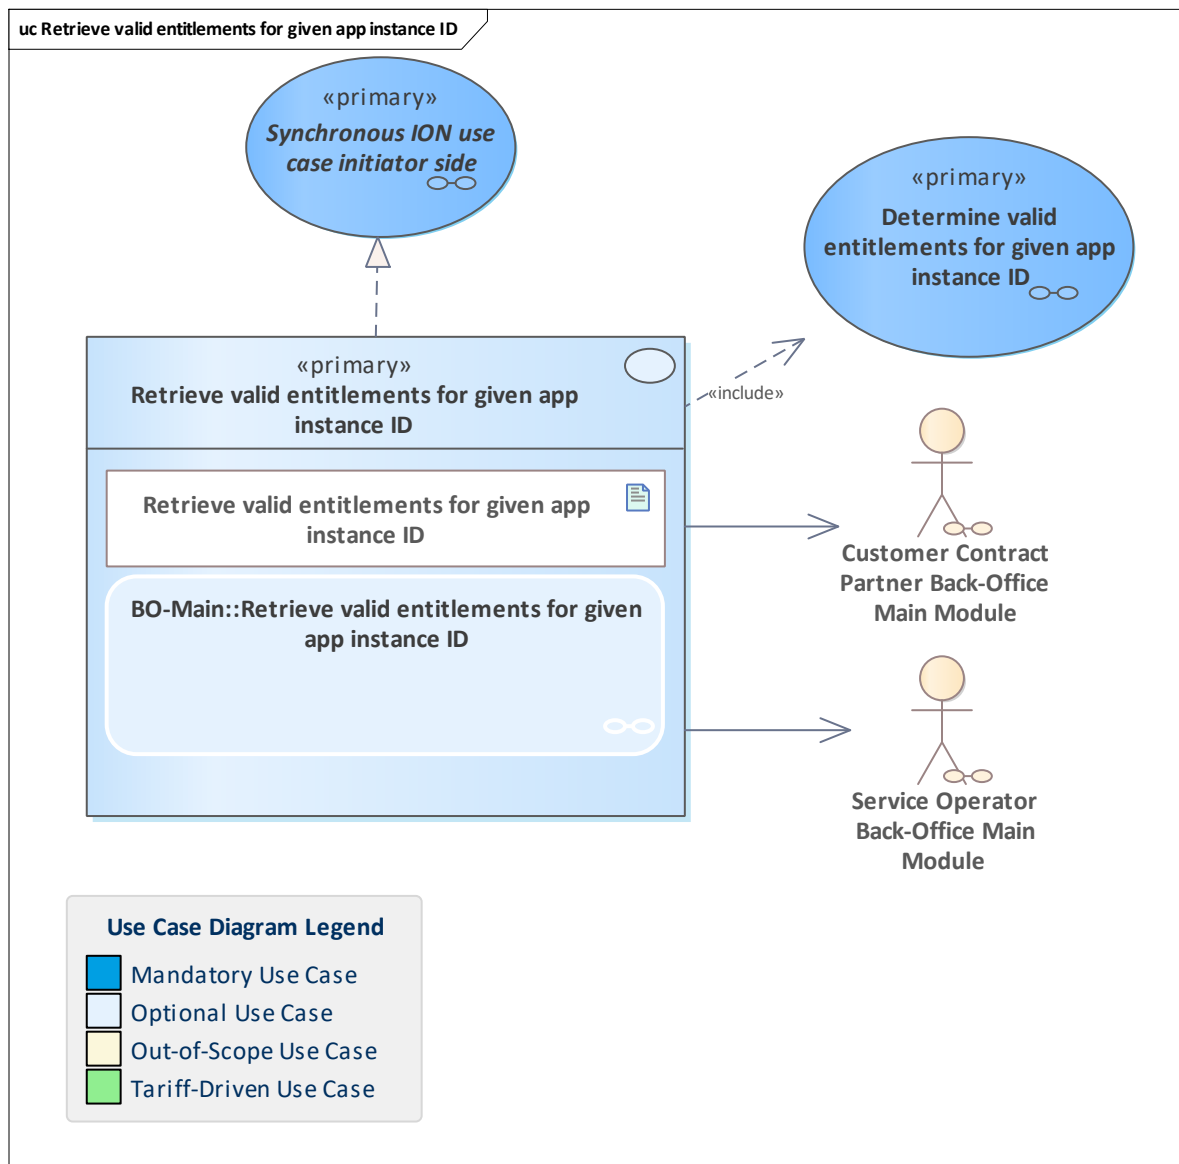 uc Retrieve valid entitlements for given app instance ID
«primary»
Synchronous ION use
case initiator side
«primary»
Determine valid
entitlements for given app
instance ID
«primary»
Retrieve valid entitlements for given app
instance ID
«include»
Retrieve valid entitlements for given app
instance ID
Customer Contract
Partner Back-Office
Main Module
BO-Main::Retrieve valid entitlements for given
app instance ID
Service Operator
Back-Office Main
Module
Use Case Diagram Legend
Mandatory Use Case
Optional Use Case
Out-of-Scope Use Case
Tariff-Driven Use Case